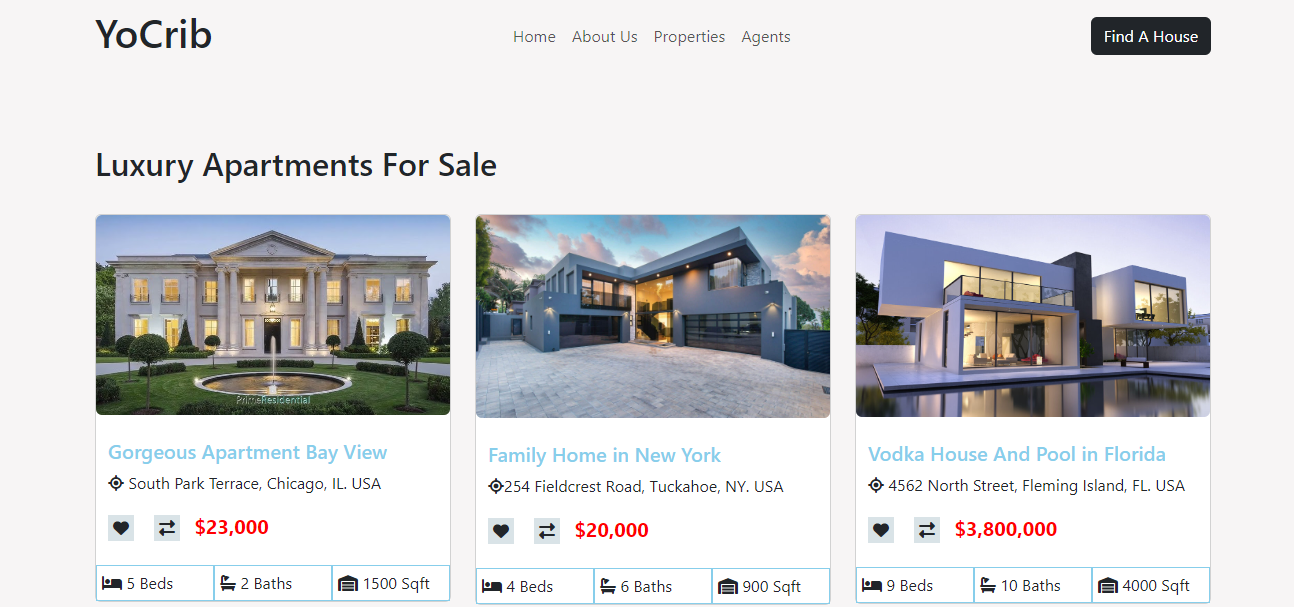 YoCrib
Home About Us Properties Agents
Find A House
Luxury Apartments For Sale
PrimeResidential
Gorgeous Apartment Bay View
South Park Terrace, Chicago, IL. USA
$23,000
5 Beds 2 Baths 1500 Sqft
Family Home in New York
254 Fieldcrest Road, Tuckahoe, NY. USA
$20,000
4 Beds 6 Baths 900 Sqft
Vodka House And Pool in Florida
4562 North Street, Fleming Island, FL. USA
$3,800,000
9 Beds 10 Baths 4000 Sqft